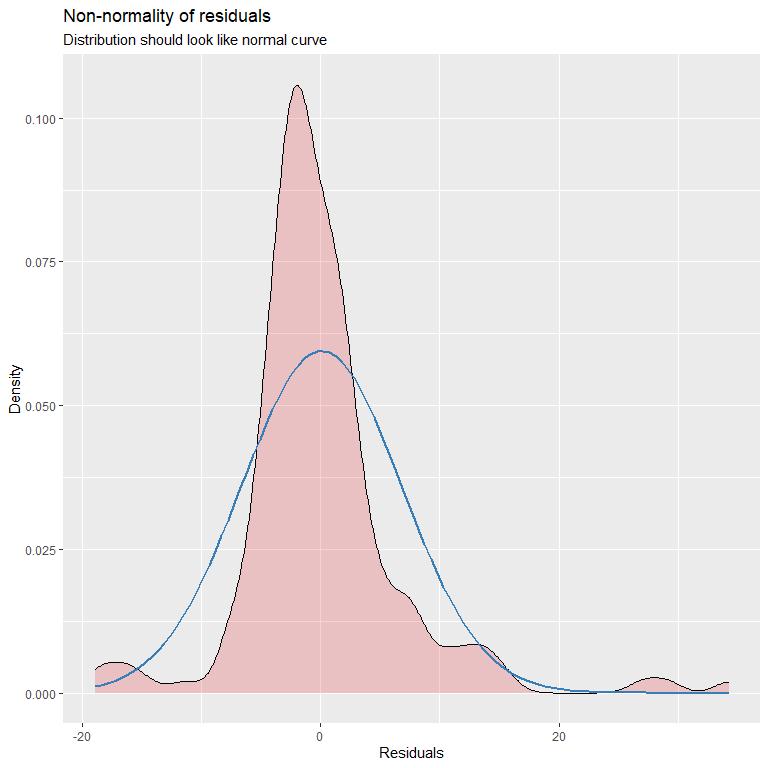 Non-normality of residuals
Distribution should look like normal curve
0.100
0.075
0.050
0.025
0.000
Density
-20
0
20
Residuals